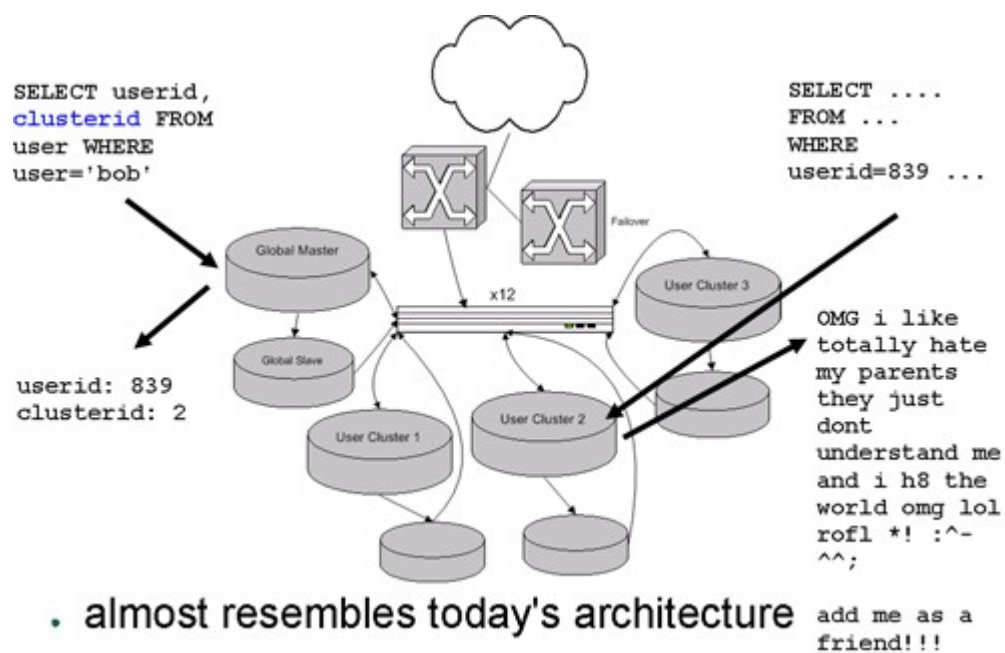 SELECT userid,
clusterid FROM
user WHERE
user='bob'
SELECT ....
FROM ...
WHERE
userid=839 ...
Failover
Global Master
x12
User Cluster 3
Global Slave
userid: 839
clusterid: 2
User Cluster 1
User Cluster 2
OMG i like
totally hate
my parents
they just
dont
understand me
and i h8 the
world omg lol
rofl *! :^-
^^;
add me as a
friend!!!
. almost resembles today's architecture